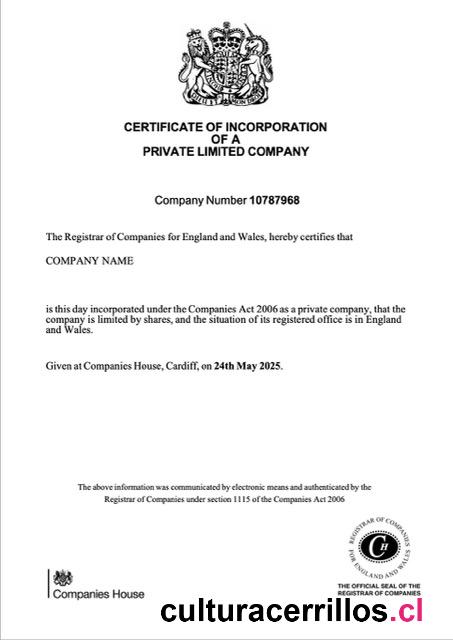 CERTIFICATE OF INCORPORATION
OF A
PRIVATE LIMITED COMPANY
Company Number 10787968
The Registrar of Companies for England and Wales, hereby certifies that
COMPANY NAME
is this day incorporated under the Companies Act 2006 as a private company, that the
company is limited by shares, and the situation of its registered office is in England
and Wales.
Given at Companies House, Cardiff, on 24th May 2025.
The above information was communicated by electronic means and authenticated by the
Registrar of Companies under section 1115 of the Companies Act 2006
REGISTRAR OF COMPANIES
FOR ENGLAND AND WALES
CH
Companies House
THE OFFICIAL SEAL OF THE
REGISTRAR OF COMPANIES
culturacerrillos.cl